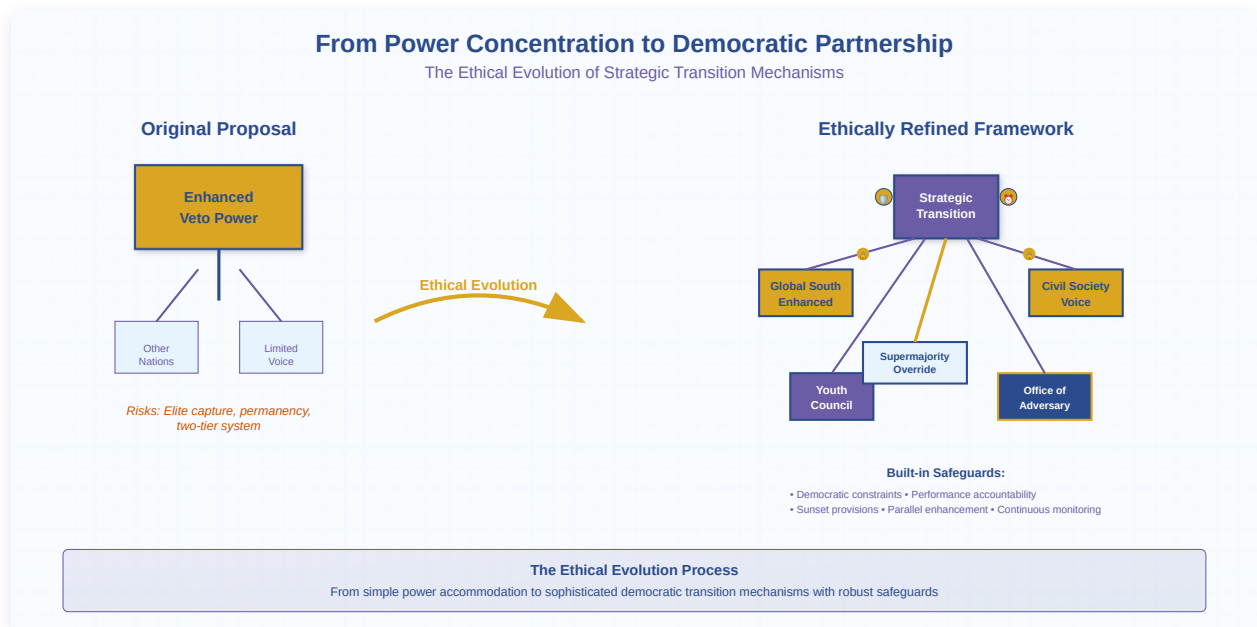 From Power Concentration to Democratic Partnership
The Ethical Evolution of Strategic Transition Mechanisms
Original Proposal
Enhanced
Veto Power
Other
Nations
Limited
Voice
Risks: Elite capture, permanency,
two-tier system
Ethical Evolution
Ethically Refined Framework
Strategic
Transition
Global South
Enhanced
Civil Society
Voice
Supermajority
Override
Youth
Council
Office of
Adversary
Built-in Safeguards:
• Democratic constraints • Performance accountability
• Sunset provisions • Parallel enhancement • Continuous monitoring
The Ethical Evolution Process
From simple power accommodation to sophisticated democratic transition mechanisms with robust safeguards